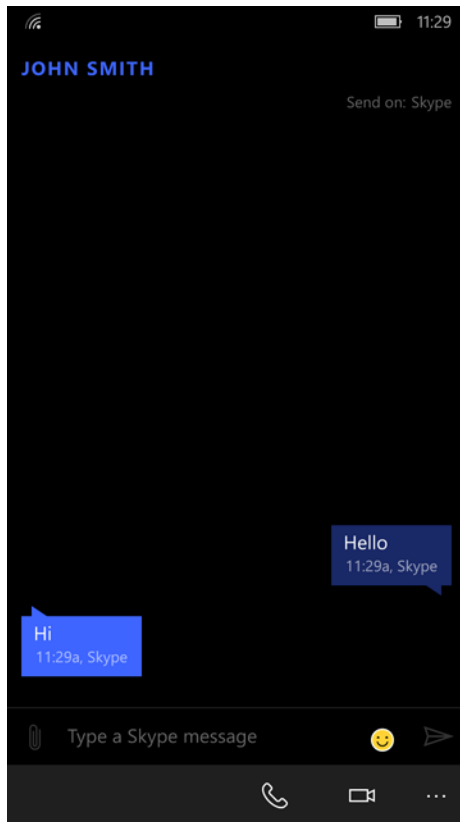 11:29
JOHN SMITH
Send on: Skype
Hello
11:29a, Skype
Hi
11:29a, Skype
Type a Skype message